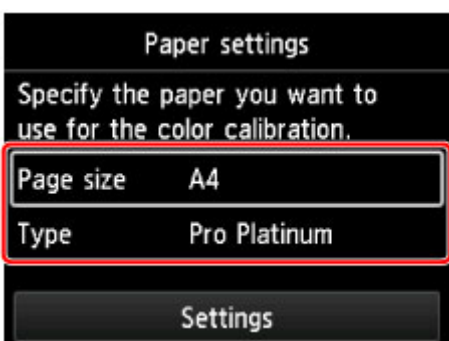 Paper settings
Specify the paper you want to
use for the color calibration.
Page size A4
Type Pro Platinum
Settings